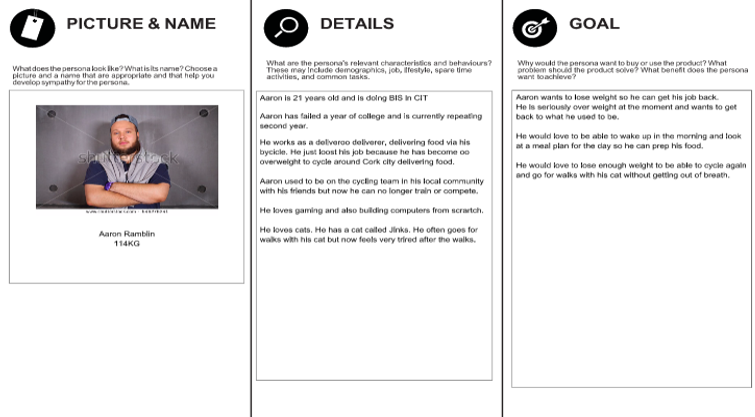 PICTURE & NAME
What does the persona look like? What is its name? Choose a
picture and a name that are appropriate and that help you
develop sympathy for the persona.
shutterstock
Aaron Ramblin
114KG
DETAILS
What are the persona's relevant characteristics and behaviours?
These may include demographics, job, lifestyle, spare time
activities, and common tasks.
Aaron is 21 years old and is doing BIS in CIT
Aaron has failed a year of college and is currently repeating
second year.
He works as a deliveroo deliverer, delivering food via his
bycicle. He just loost his job because he has become oo
overweight to cycle around Cork city delivering food.
Aaron used to be on the cycling team in his local community
with his friends but now he can no longer train or compete.
He loves gaming and also building computers from scrartch.
He loves cats. He has a cat called Jinks. He often goes for
walks with his cat but now feels very trired after the walks.
GOAL
Why would the persona want to buy or use the product? What
problem should the product solve? What benefit does the persona
want to achieve?
Aaron wants to lose weight so he can get his job back.
He is seriously over weight at the moment and wants to get
back to what he used to be.
He would love to be able to wake up in the morning and look
at a meal plan for the day so he can prep his food.
He would love to lose enough weight to be able to cycle again
and go for walks with his cat without getting out of breath.